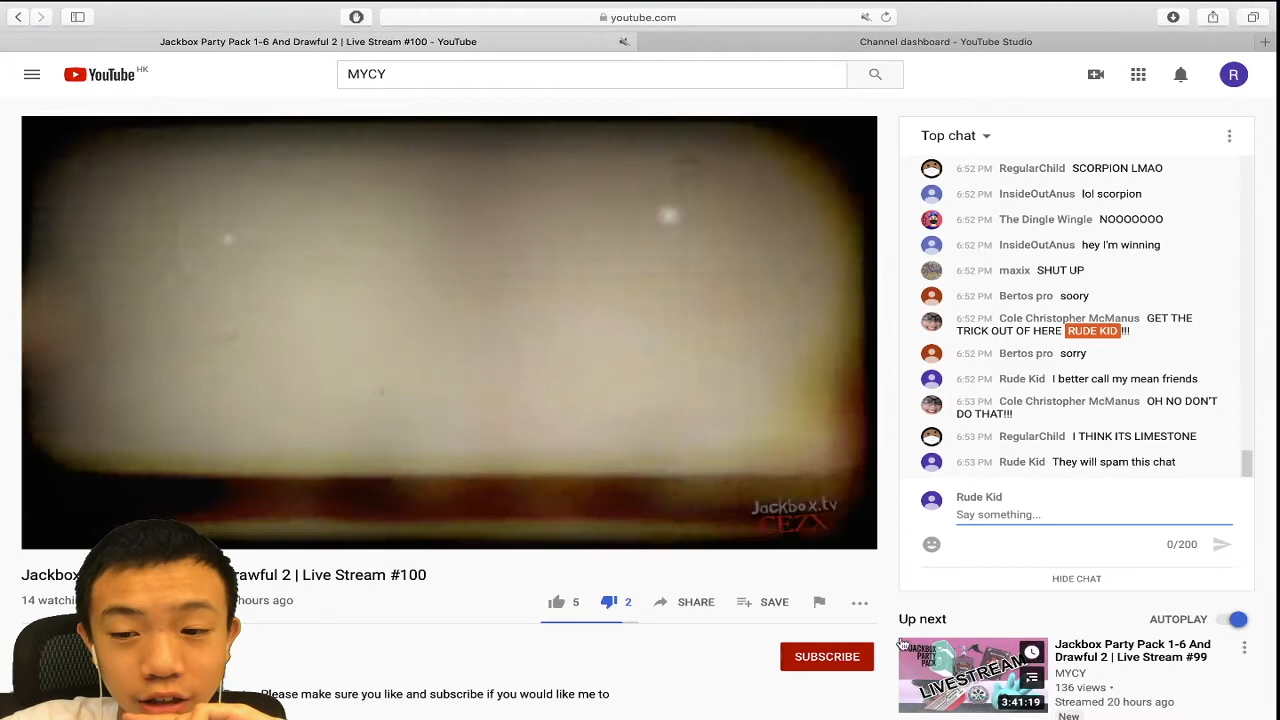 youtube.com
Jackbox Party Pack 1-6 And Drawful 2 | Live Stream #100 - YouTube
Channel dashboard - YouTube Studio
YouTube HK
MYCY
R
Top chat
6:52 PM RegularChild SCORPION LMAO
6:52 PM InsideOutAnus lol scorpion
6:52 PM The Dingle Wingle NOOOOOOO
6:52 PM InsideOutAnus hey I'm winning
6:52 PM maxix SHUT UP
6:52 PM Bertos pro soory
6:52 PM Cole Christopher McManus GET THE
TRICK OUT OF HERE RUDE KID !!!
6:52 PM Bertos pro sorry
6:52 PM Rude Kid I better call my mean friends
6:53 PM Cole Christopher McManus OH NO DON'T
DO THAT!!!
6:53 PM RegularChild I THINK ITS LIMESTONE
6:53 PM Rude Kid They will spam this chat
Rude Kid
Say something...
0/200
HIDE CHAT
Jackbox.tv
CEZX
Jackbox rawful 2 | Live Stream #100
14 watchi hours ago
5 2 SHARE SAVE
SUBSCRIBE
Please make sure you like and subscribe if you would like me to
Up next
AUTOPLAY
JACKBOX
PARTY
PACK
LIVESTREAM
3:41:19
Jackbox Party Pack 1-6 And
Drawful 2 | Live Stream #99
MYCY
136 views •
Streamed 20 hours ago
New